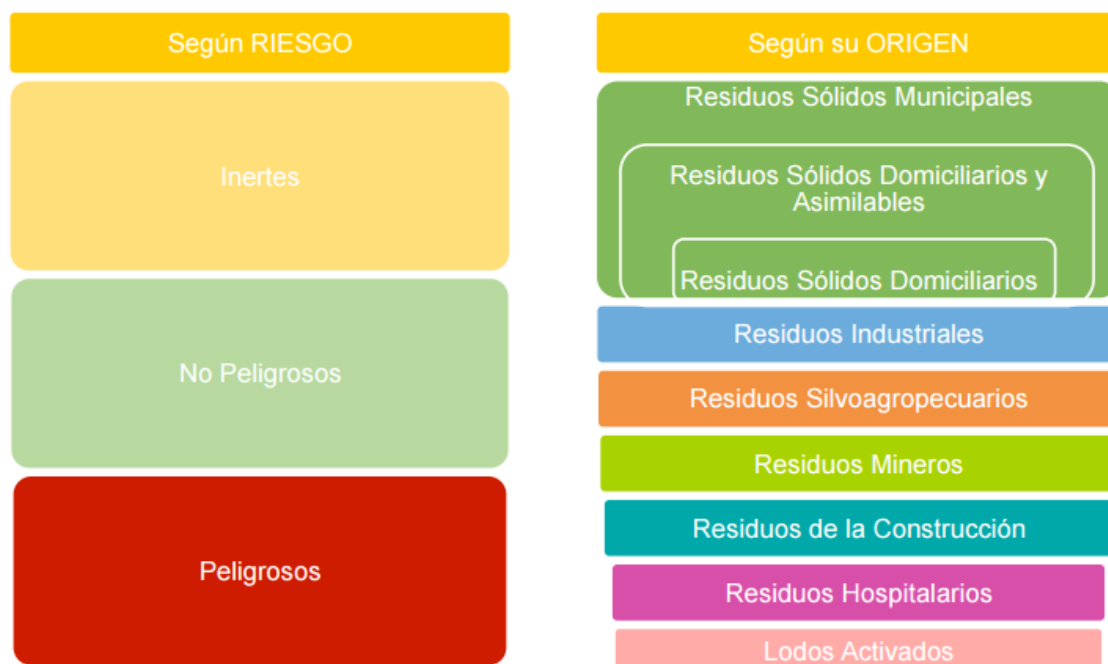 Según RIESGO
Inertes
No Peligrosos
Peligrosos
Según su ORIGEN
Residuos Sólidos Municipales
Residuos Sólidos Domiciliarios y
Asimilables
Residuos Sólidos Domiciliarios
Residuos Industriales
Residuos Silvoagropecuarios
Residuos Mineros
Residuos de la Construcción
Residuos Hospitalarios
Lodos Activados